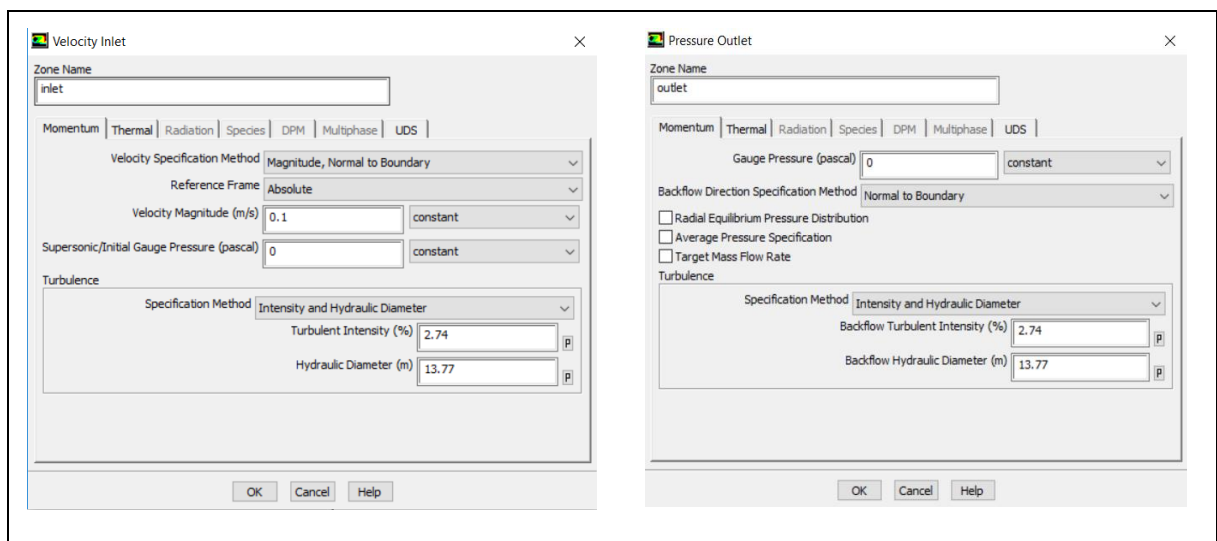 Velocity Inlet
Zone Name
inlet
Momentum Thermal Radiation Species DPM Multiphase UDS
Velocity Specification Method Magnitude, Normal to Boundary
Reference Frame Absolute
Velocity Magnitude (m/s) 0.1 constant
Supersonic/Initial Gauge Pressure (pascal) 0 constant
Turbulence
Specification Method Intensity and Hydraulic Diameter
Turbulent Intensity (%) 2.74 P
Hydraulic Diameter (m) 13.77 P
OK Cancel Help
Pressure Outlet
Zone Name
outlet
Momentum Thermal Radiation Species DPM Multiphase UDS
Gauge Pressure (pascal) 0 constant
Backflow Direction Specification Method Normal to Boundary
Radial Equilibrium Pressure Distribution
Average Pressure Specification
Target Mass Flow Rate
Turbulence
Specification Method Intensity and Hydraulic Diameter
Backflow Turbulent Intensity (%) 2.74 P
Backflow Hydraulic Diameter (m) 13.77 P
OK Cancel Help